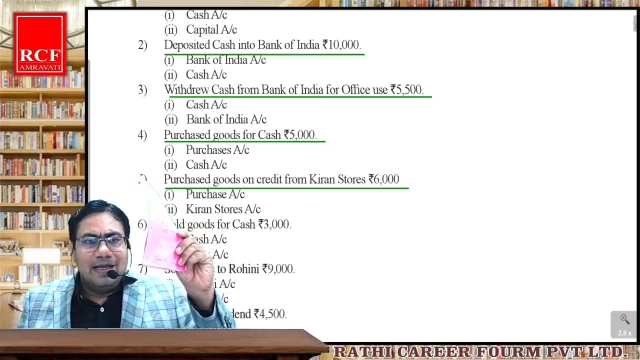 (i) Cash A/c
RCF
AMRAVATI
(ii) Capital A/c
2) Deposited Cash into Bank of India ₹10,000.
(i) Bank of India A/c
(ii) Cash A/c
3) Withdrew Cash from Bank of India for Office use ₹5,500.
(i) Cash A/c
(ii) Bank of India A/c
4) Purchased goods for Cash ₹5,000.
(i) Purchases A/c
(ii) Cash A/c
Purchased goods on credit from Kiran Stores ₹6,000
(i) Purchase A/c
(ii) Kiran Stores A/c
6) goods for Cash ₹3,000.
A/c
A/c
7) to Rohini ₹9,000.
A/c
₹4,500.
2.0 x
RATHI CAREER FOURM PVT LTD